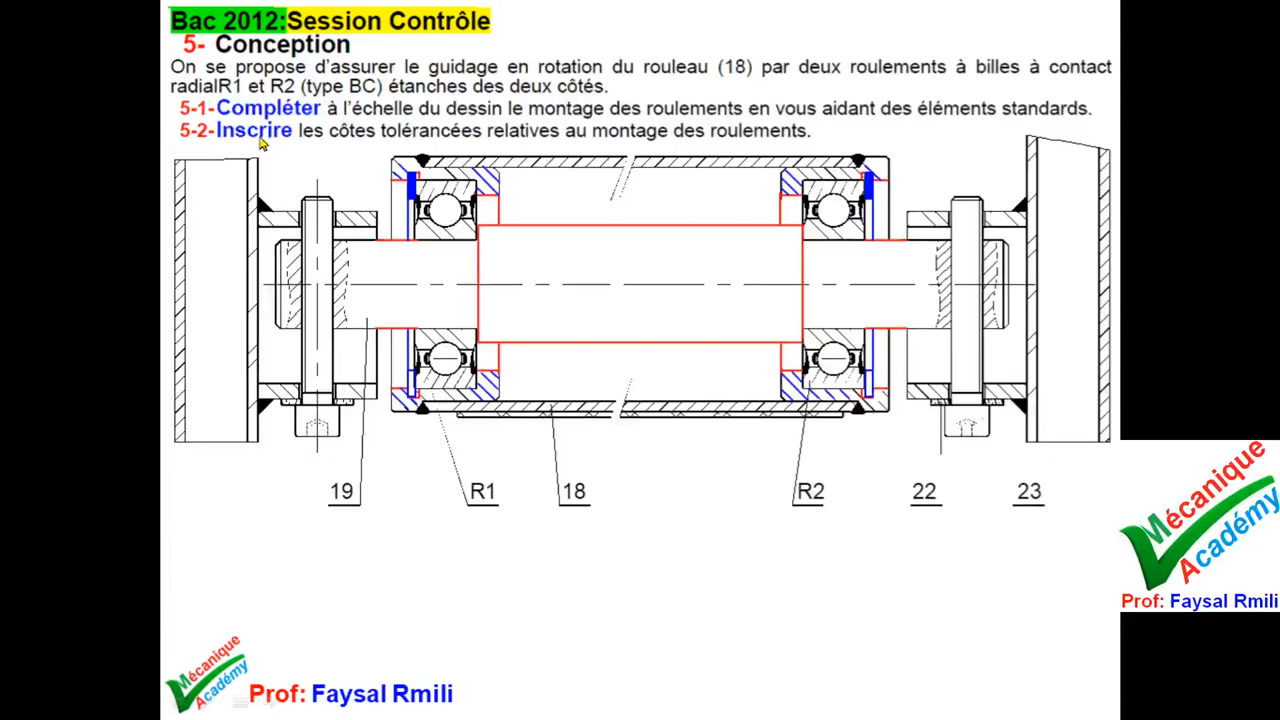 Bac 2012:Session Contrôle
5- Conception
On se propose d'assurer le guidage en rotation du rouleau (18) par deux roulements à billes à contact
radialR1 et R2 (type BC) étanches des deux côtés.
5-1-Compléter à l'échelle du dessin le montage des roulements en vous aidant des éléments standards.
5-2-Inscrire les côtes tolérancées relatives au montage des roulements.
19
R1
18
R2
22
23
Mécanique
Académy
Prof: Faysal Rmili
Mécanique
Académy
Prof: Faysal Rmili